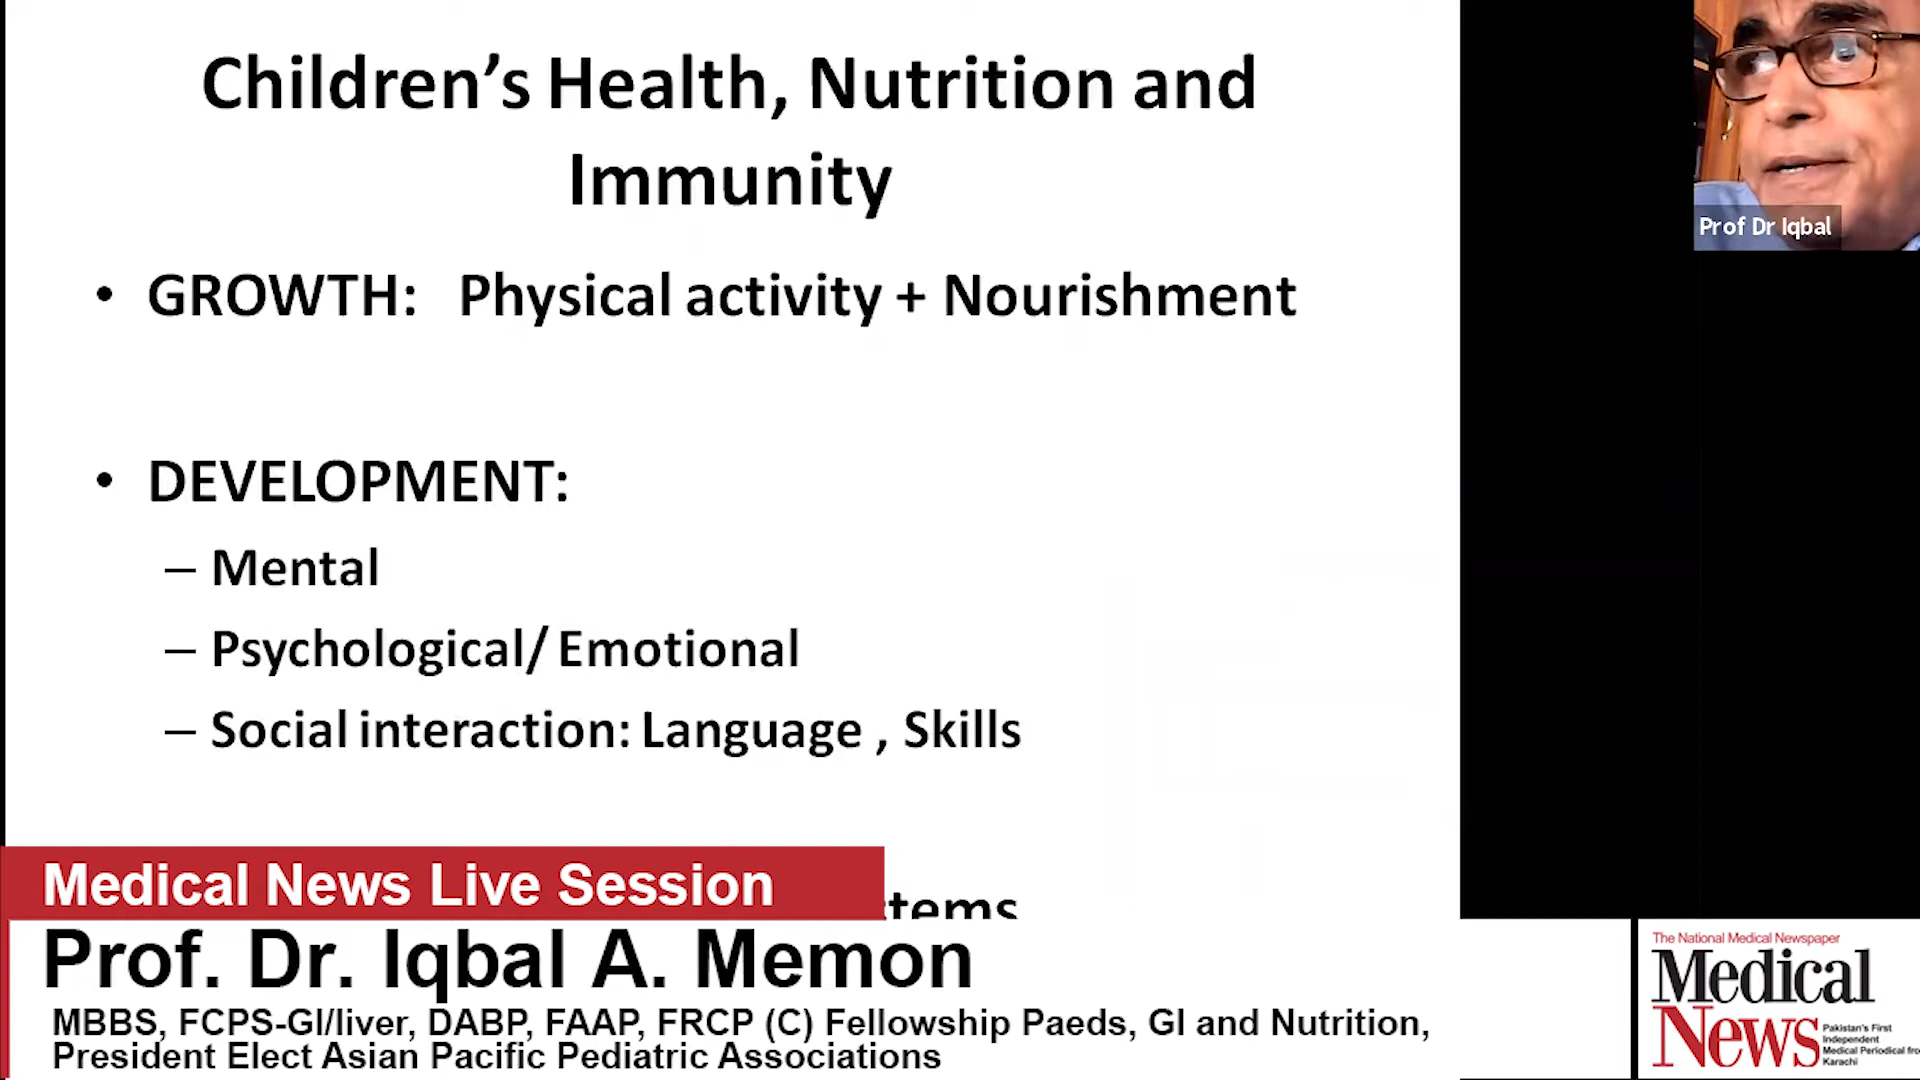 Children's Health, Nutrition and
Immunity
• GROWTH: Physical activity + Nourishment
• DEVELOPMENT:
– Mental
– Psychological/ Emotional
– Social interaction: Language , Skills
Prof Dr Iqbal
Medical News Live Session
Prof. Dr. Iqbal A. Memon
MBBS, FCPS-GI/liver, DABP, FAAP, FRCP (C) Fellowship Paeds, GI and Nutrition,
President Elect Asian Pacific Pediatric Associations
The National Medical Newspaper
Medical
News
Pakistan's First
Independent
Medical Periodical
Karachi